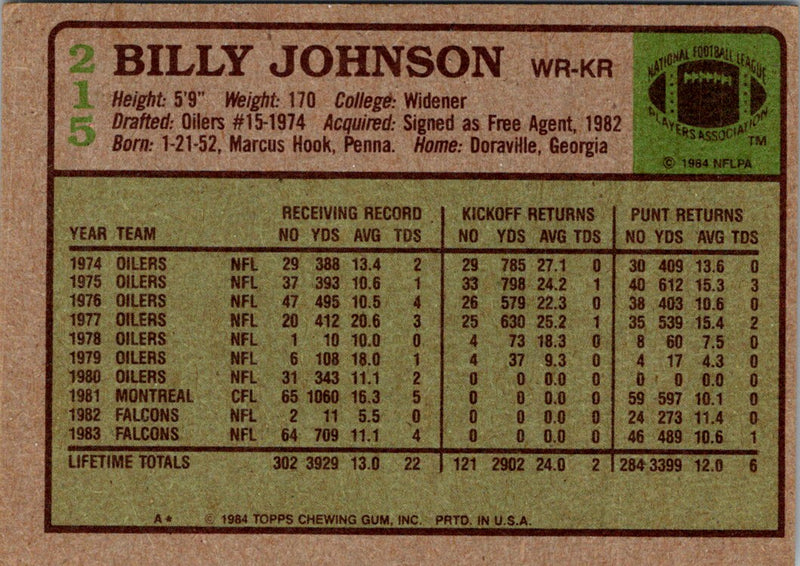 215
BILLY JOHNSON WR-KR
Height: 5'9" Weight: 170 College: Widener
Drafted: Oilers #15-1974 Acquired: Signed as Free Agent, 1982
Born: 1-21-52, Marcus Hook, Penna. Home: Doraville, Georgia
NATIONAL FOOTBALL LEAGUE
PLAYERS ASSOCIATION
TM
© 1984 NFLPA
RECEIVING RECORD KICKOFF RETURNS PUNT RETURNS
YEAR TEAM NO YDS AVG TDS NO YDS AVG TDS NO YDS AVG TDS
1974 OILERS NFL 29 388 13.4 2 29 785 27.1 0 30 409 13.6 0
1975 OILERS NFL 37 393 10.6 1 33 798 24.2 1 40 612 15.3 3
1976 OILERS NFL 47 495 10.5 4 26 579 22.3 0 38 403 10.6 0
1977 OILERS NFL 20 412 20.6 3 25 630 25.2 1 35 539 15.4 2
1978 OILERS NFL 1 10 10.0 0 4 73 18.3 0 8 60 7.5 0
1979 OILERS NFL 6 108 18.0 1 4 37 9.3 0 4 17 4.3 0
1980 OILERS NFL 31 343 11.1 2 0 0 0.0 0 0 0 0.0 0
1981 MONTREAL CFL 65 1060 16.3 5 0 0 0.0 0 59 597 10.1 0
1982 FALCONS NFL 2 11 5.5 0 0 0 0.0 0 24 273 11.4 0
1983 FALCONS NFL 64 709 11.1 4 0 0 0.0 0 46 489 10.6 1
LIFETIME TOTALS 302 3929 13.0 22 121 2902 24.0 2 284 3399 12.0 6
A* © 1984 TOPPS CHEWING GUM, INC. PRTD. IN U.S.A.